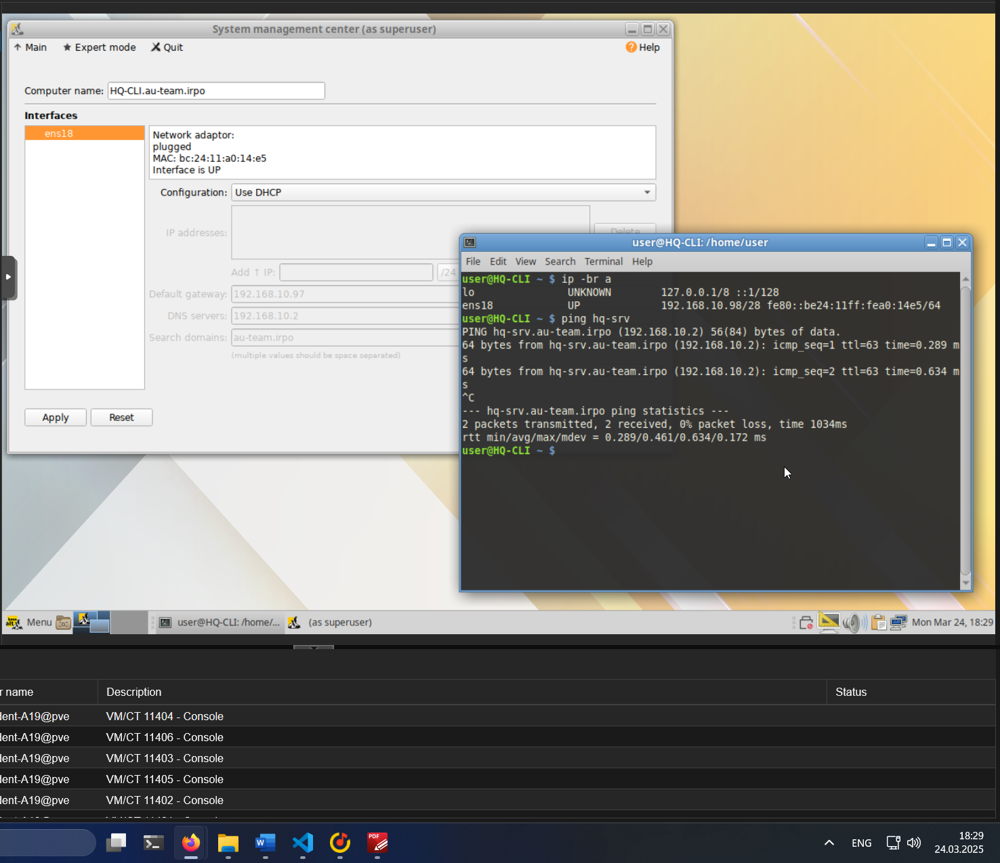 System management center (as superuser)
Main Expert mode Quit Help
Computer name: HQ-CLI.au-team.irpo
Interfaces
ens18
Network adaptor:
plugged
MAC: bc:24:11:a0:14:e5
Interface is UP
Configuration: Use DHCP
IP addresses: Delete
Add ↑ IP: /24
Default gateway: 192.168.10.97
DNS servers: 192.168.10.2
Search domains: au-team.irpo
(multiple values should be space separated)
Apply Reset
user@HQ-CLI: /home/user
File Edit View Search Terminal Help
user@HQ-CLI ~ $ ip -br a
lo UNKNOWN 127.0.0.1/8 ::1/128
ens18 UP 192.168.10.98/28 fe80::be24:11ff:fea0:14e5/64
user@HQ-CLI ~ $ ping hq-srv
PING hq-srv.au-team.irpo (192.168.10.2) 56(84) bytes of data.
64 bytes from hq-srv.au-team.irpo (192.168.10.2): icmp_seq=1 ttl=63 time=0.289 m
s
64 bytes from hq-srv.au-team.irpo (192.168.10.2): icmp_seq=2 ttl=63 time=0.634 m
s
^C
--- hq-srv.au-team.irpo ping statistics ---
2 packets transmitted, 2 received, 0% packet loss, time 1034ms
rtt min/avg/max/mdev = 0.289/0.461/0.634/0.172 ms
user@HQ-CLI ~ $
Menu user@HQ-CLI: /home/... (as superuser) Mon Mar 24, 18:29
r name Description Status
dent-A19@pve VM/CT 11404 - Console
dent-A19@pve VM/CT 11406 - Console
dent-A19@pve VM/CT 11403 - Console
dent-A19@pve VM/CT 11405 - Console
dent-A19@pve VM/CT 11402 - Console
ENG 18:29
24.03.2025